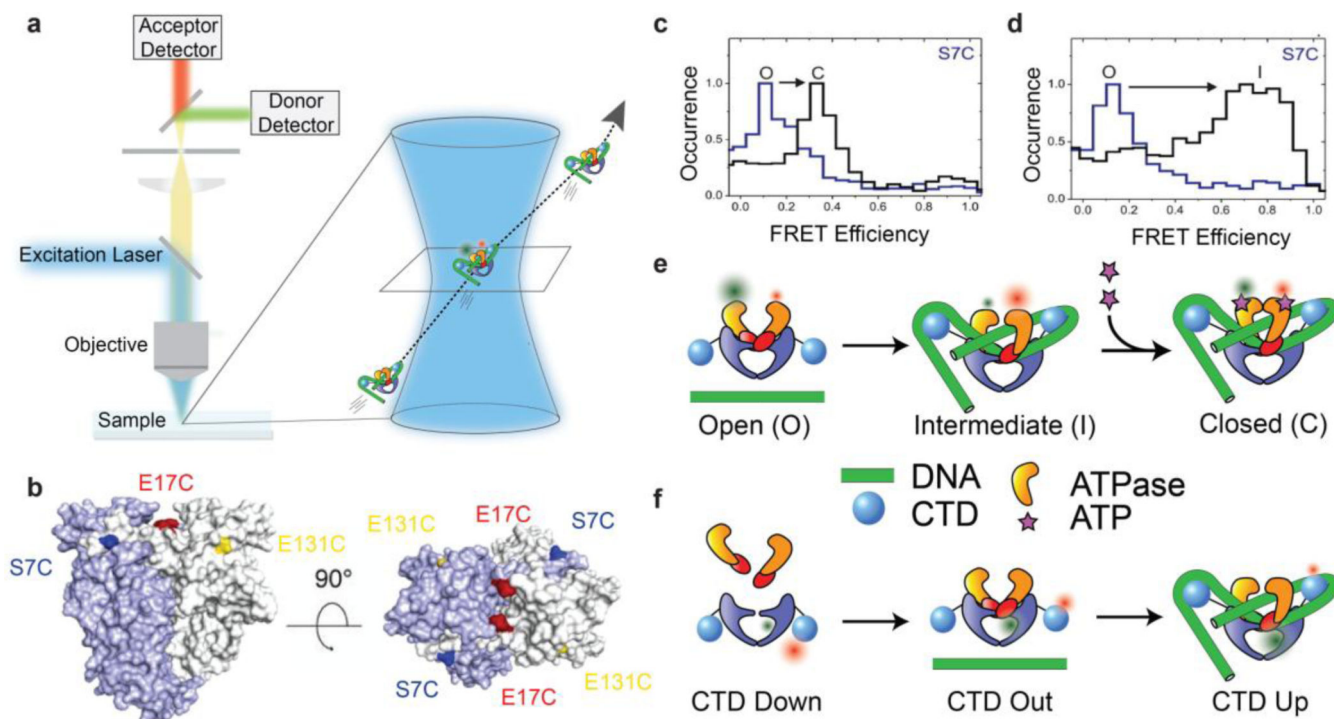 a
Acceptor
Detector
Donor
Detector
Excitation Laser
Objective
Sample
b
E17C
S7C
E131C
90°
E131C
E17C
S7C
S7C
E17C
E131C
c
S7C
O
C
1.0
0.5
0.0
Occurrence
0.0 0.2 0.4 0.6 0.8 1.0
FRET Efficiency
d
S7C
O
I
1.0
0.5
0.0
Occurrence
0.0 0.2 0.4 0.6 0.8 1.0
FRET Efficiency
e
Open (O)
Intermediate (I)
Closed (C)
DNA
CTD
ATPase
ATP
f
CTD Down
CTD Out
CTD Up